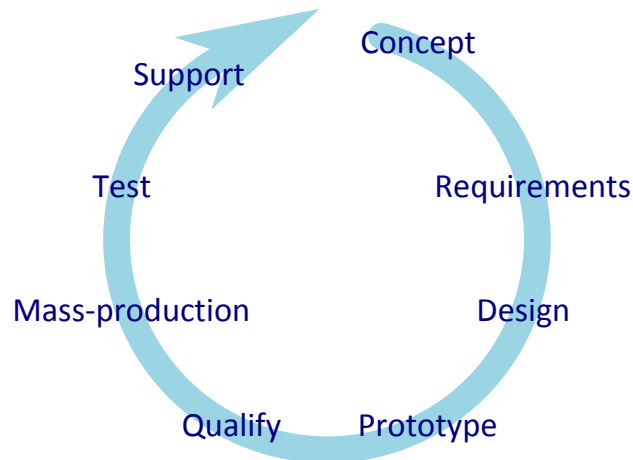 Concept
Requirements
Design
Prototype
Qualify
Mass-production
Test
Support